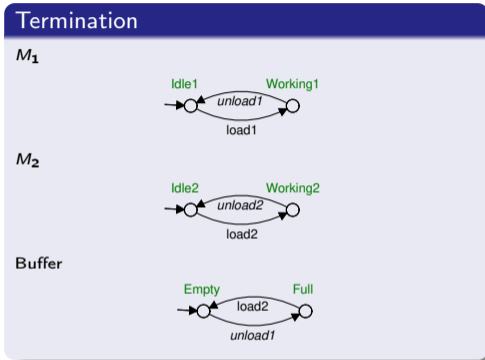 Termination
M1
Idle1 Working1
unload1
load1
M2
Idle2 Working2
unload2
load2
Buffer
Empty Full
load2
unload1